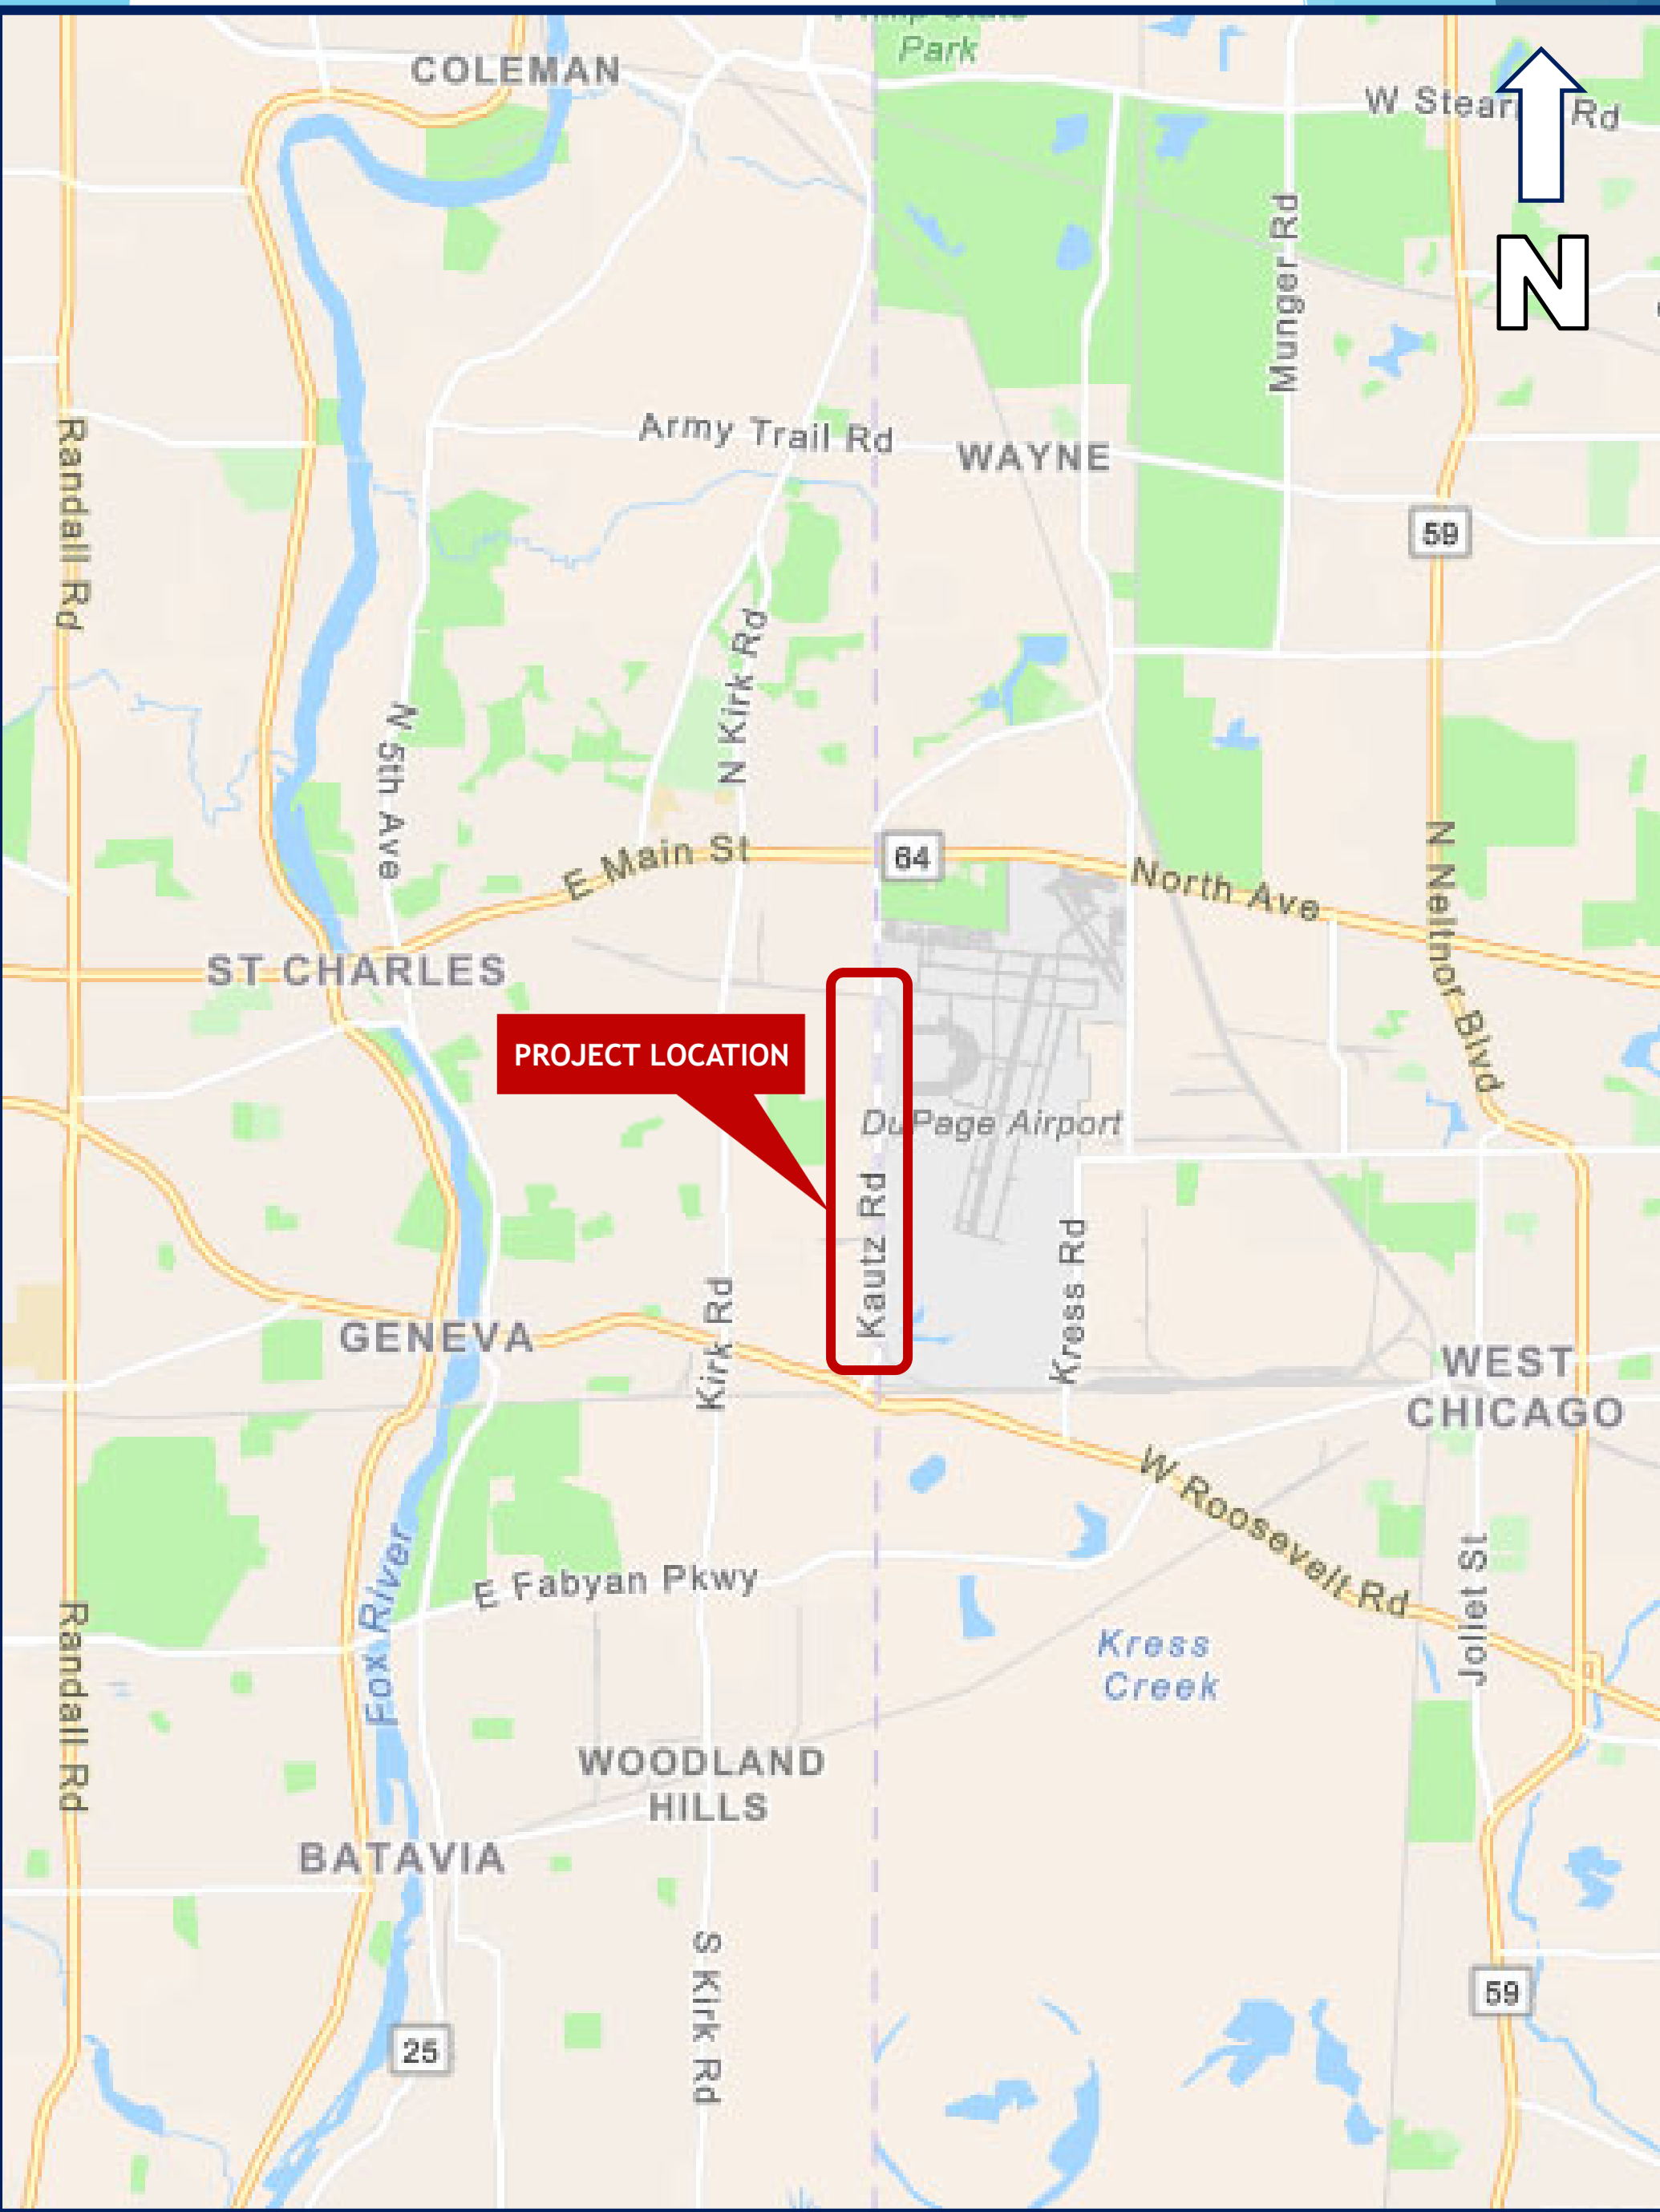 Park
COLEMAN
Rd
N
Munger Rd
Randall Rd
Army Trail Rd
WAYNE
59
N Kirk Rd
N 5th Ave
E Main St
64
North Ave
N Neltnor Blvd
ST CHARLES
PROJECT LOCATION
DuPage Airport
Kautz Rd
Kress Rd
Kirk Rd
GENEVA
WEST
CHICAGO
W Roosevelt Rd
Joliet St
Fox River
E Fabyan Pkwy
Kress
Creek
Randall Rd
WOODLAND
HILLS
BATAVIA
S Kirk Rd
59
25